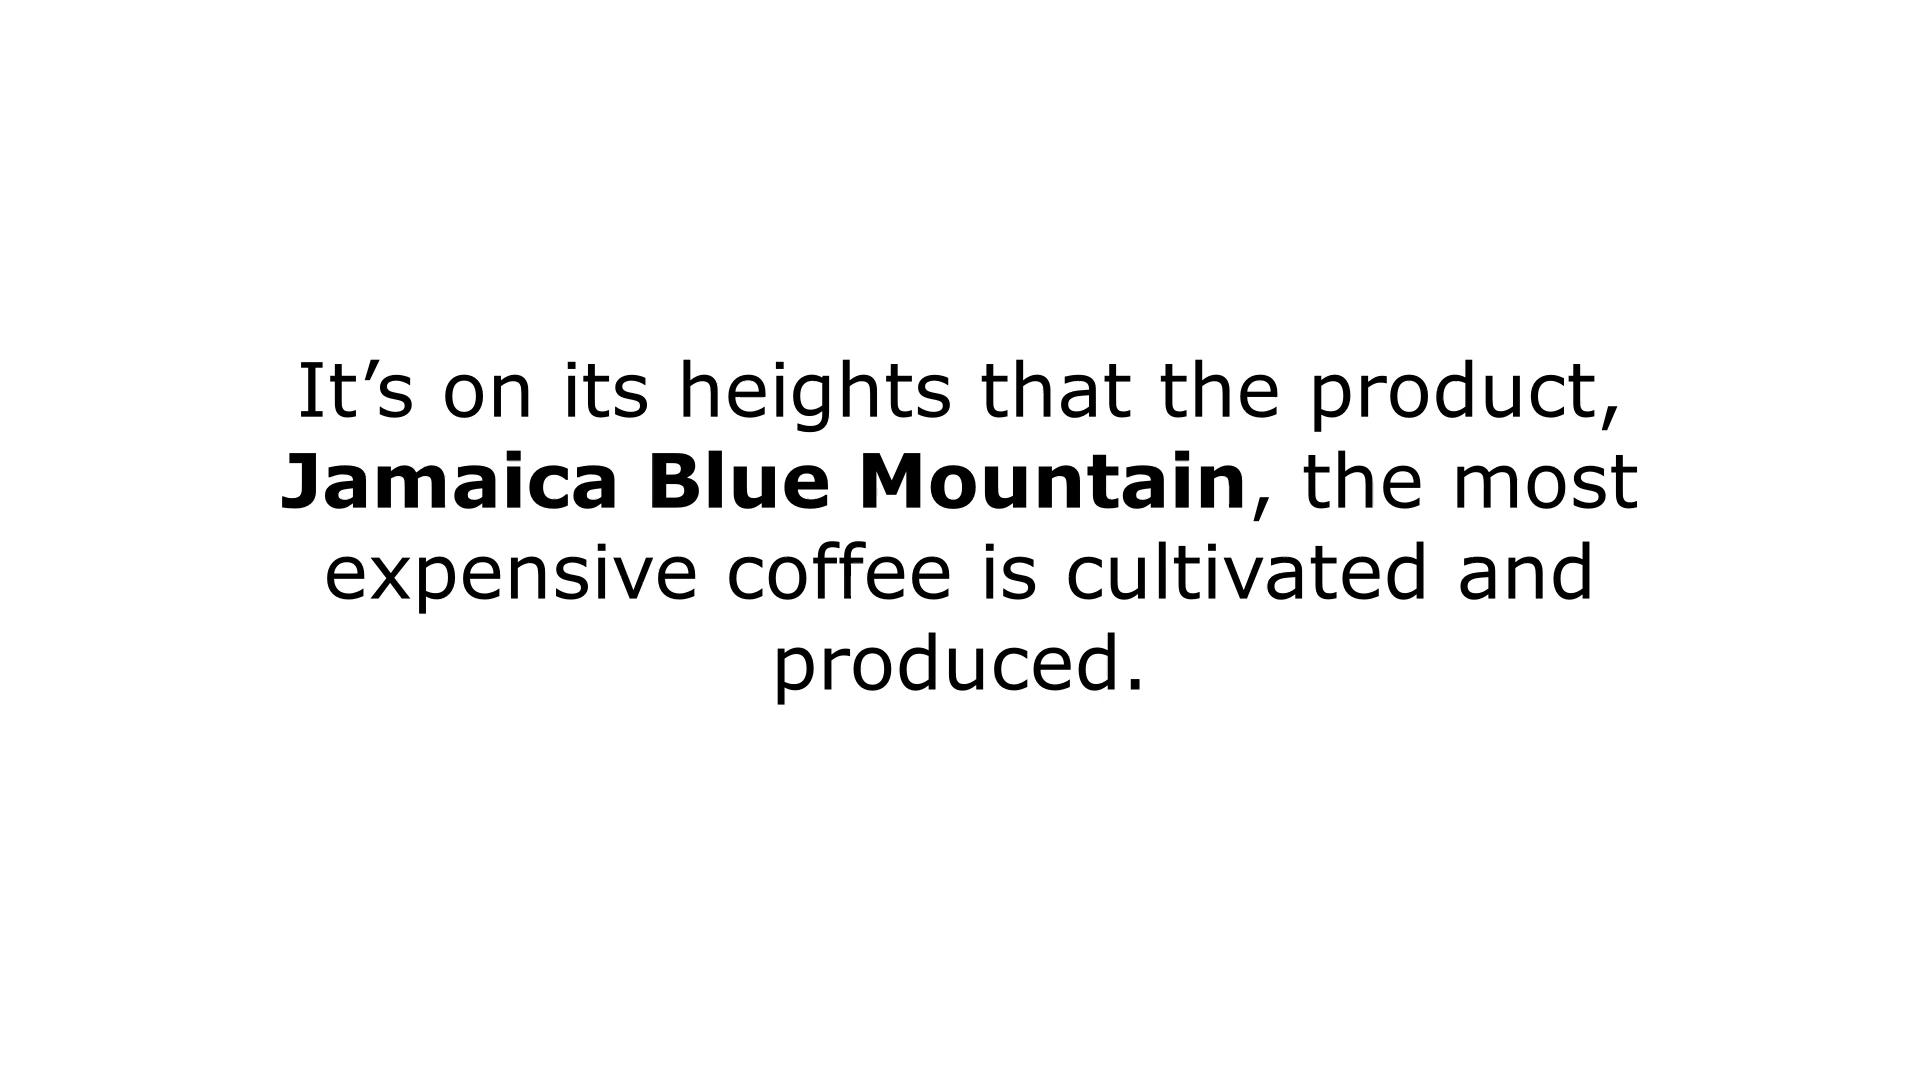 It’s on its heights that the product,
Jamaica Blue Mountain, the most
expensive coffee is cultivated and
produced.